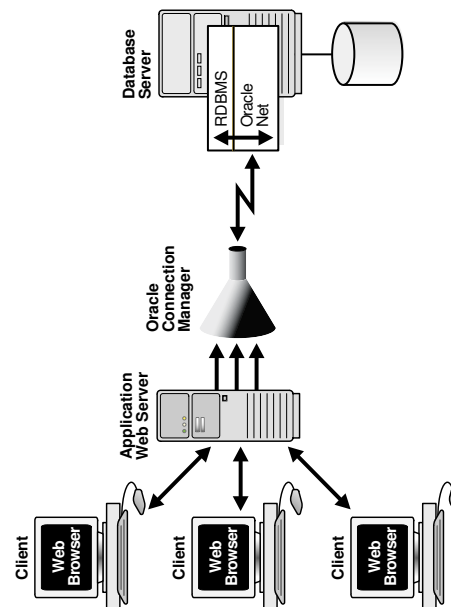 Client
Web
Browser
Client
Web
Browser
Client
Web
Browser
Application
Web Server
Oracle
Connection
Manager
Database
Server
RDBMS
Oracle
Net